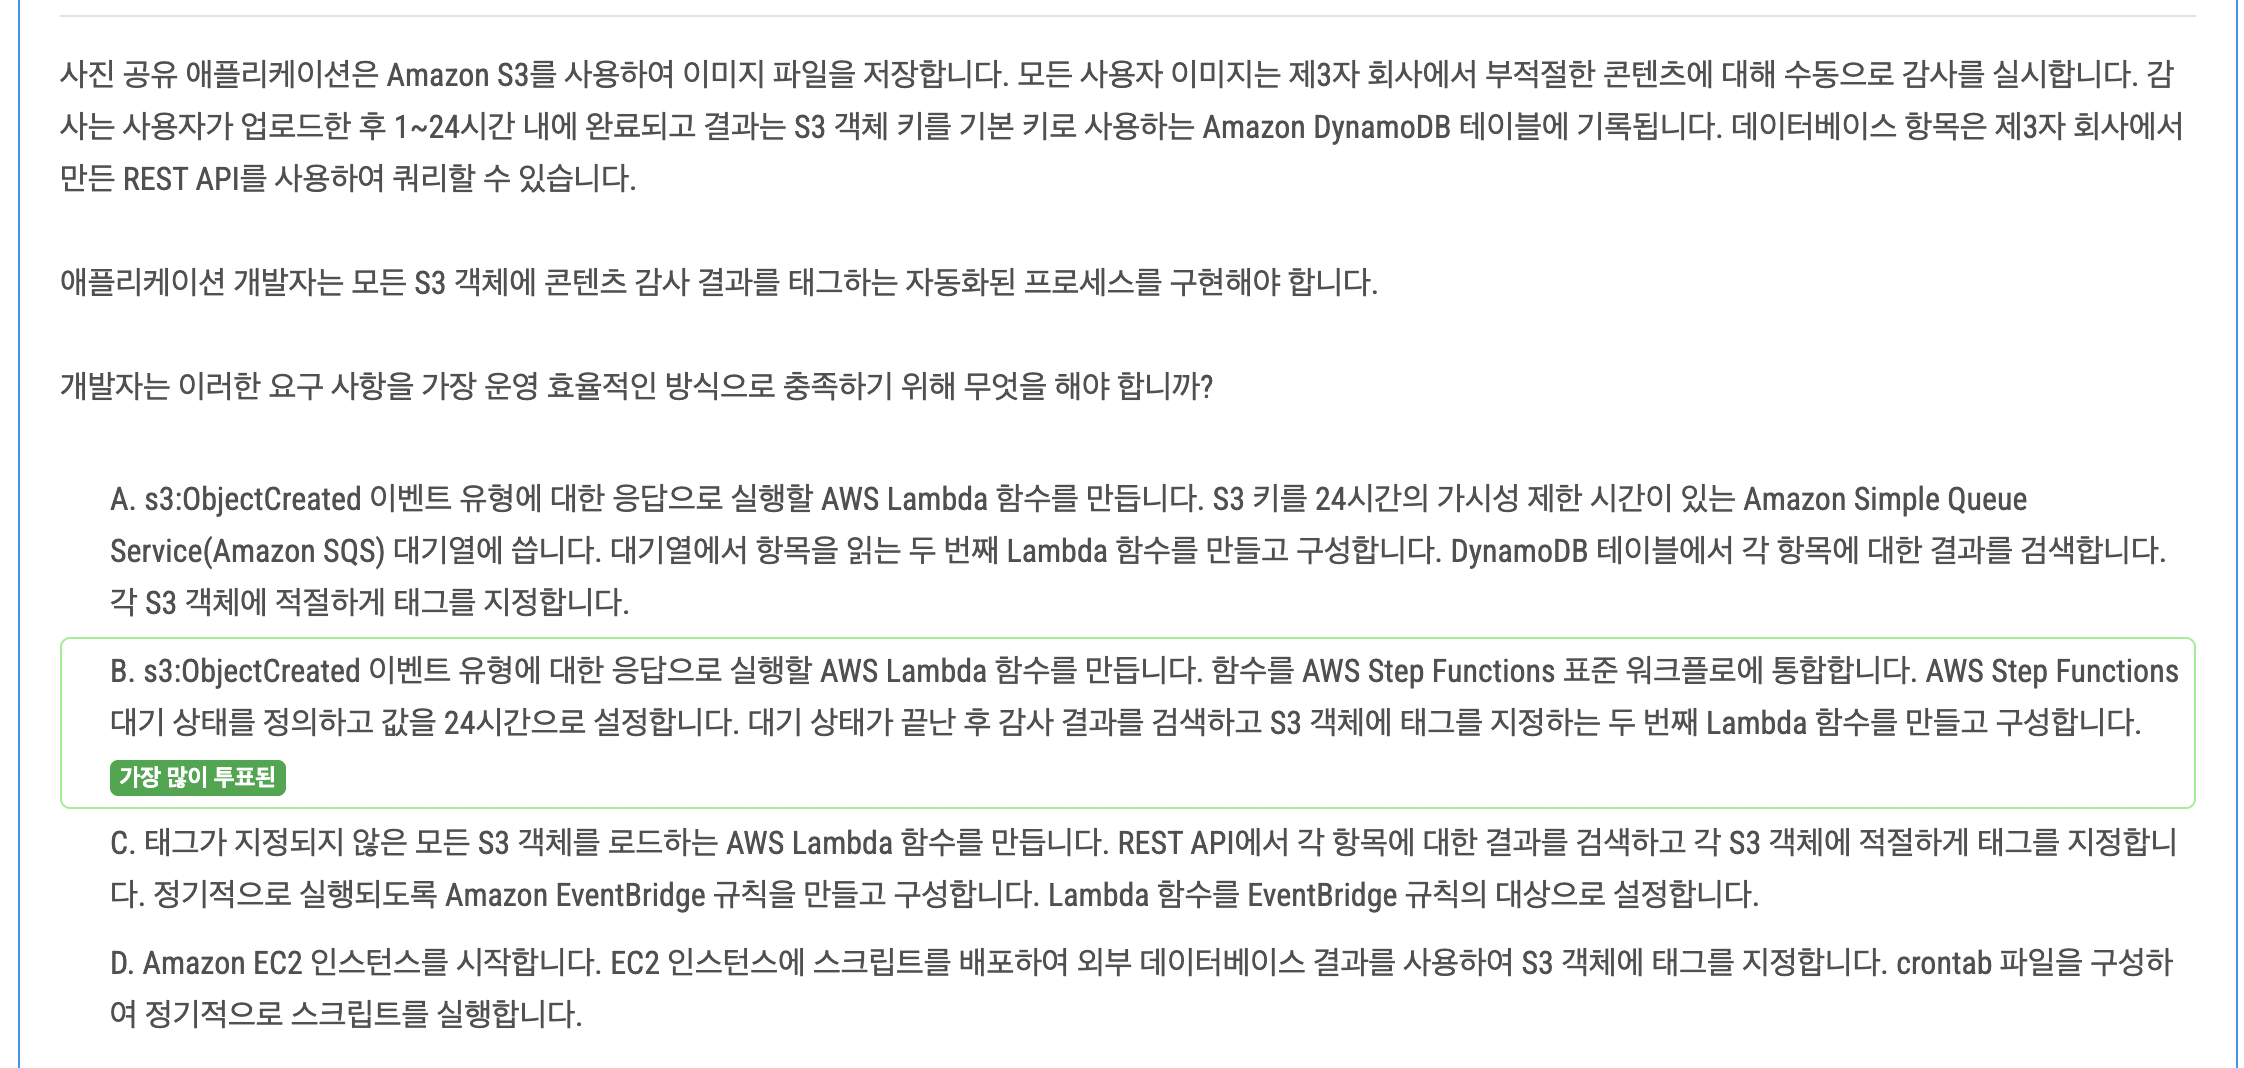 사진 공유 애플리케이션은 Amazon S3를 사용하여 이미지 파일을 저장합니다. 모든 사용자 이미지는 제3자 회사에서 부적절한 콘텐츠에 대해 수동으로 감사를 실시합니다. 감
사는 사용자가 업로드한 후 1~24시간 내에 완료되고 결과는 S3 객체 키를 기본 키로 사용하는 Amazon DynamoDB 테이블에 기록됩니다. 데이터베이스 항목은 제3자 회사에서
만든 REST API를 사용하여 쿼리할 수 있습니다.
애플리케이션 개발자는 모든 S3 객체에 콘텐츠 감사 결과를 태그하는 자동화된 프로세스를 구현해야 합니다.
개발자는 이러한 요구 사항을 가장 운영 효율적인 방식으로 충족하기 위해 무엇을 해야 합니까?
A. s3:ObjectCreated 이벤트 유형에 대한 응답으로 실행할 AWS Lambda 함수를 만듭니다. S3 키를 24시간의 가시성 제한 시간이 있는 Amazon Simple Queue
Service(Amazon SQS) 대기열에 씁니다. 대기열에서 항목을 읽는 두 번째 Lambda 함수를 만들고 구성합니다. DynamoDB 테이블에서 각 항목에 대한 결과를 검색합니다.
각 S3 객체에 적절하게 태그를 지정합니다.
B. s3:ObjectCreated 이벤트 유형에 대한 응답으로 실행할 AWS Lambda 함수를 만듭니다. 함수를 AWS Step Functions 표준 워크플로에 통합합니다. AWS Step Functions
대기 상태를 정의하고 값을 24시간으로 설정합니다. 대기 상태가 끝난 후 감사 결과를 검색하고 S3 객체에 태그를 지정하는 두 번째 Lambda 함수를 만들고 구성합니다.
가장 많이 투표된
C. 태그가 지정되지 않은 모든 S3 객체를 로드하는 AWS Lambda 함수를 만듭니다. REST API에서 각 항목에 대한 결과를 검색하고 각 S3 객체에 적절하게 태그를 지정합니
다. 정기적으로 실행되도록 Amazon EventBridge 규칙을 만들고 구성합니다. Lambda 함수를 EventBridge 규칙의 대상으로 설정합니다.
D. Amazon EC2 인스턴스를 시작합니다. EC2 인스턴스에 스크립트를 배포하여 외부 데이터베이스 결과를 사용하여 S3 객체에 태그를 지정합니다. crontab 파일을 구성하
여 정기적으로 스크립트를 실행합니다.